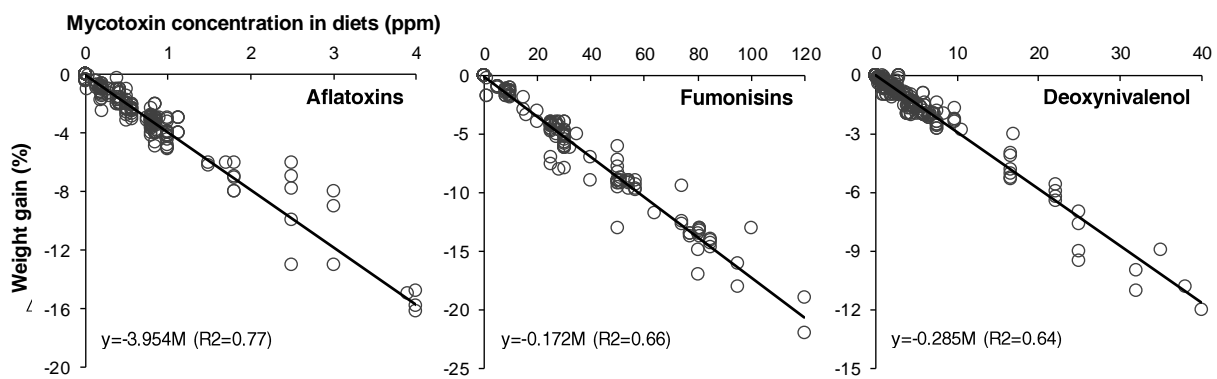 Mycotoxin concentration in diets (ppm)
0 1 2 3 4
0 20 40 60 80 100 120
0 10 20 30 40
Weight gain (%)
0
-4
-8
-12
-16
-20
Aflatoxins
y=-3.954M (R2=0.77)
0
-5
-10
-15
-20
-25
Fumonisins
y=-0.172M (R2=0.66)
0
-3
-6
-9
-12
-15
Deoxynivalenol
y=-0.285M (R2=0.64)